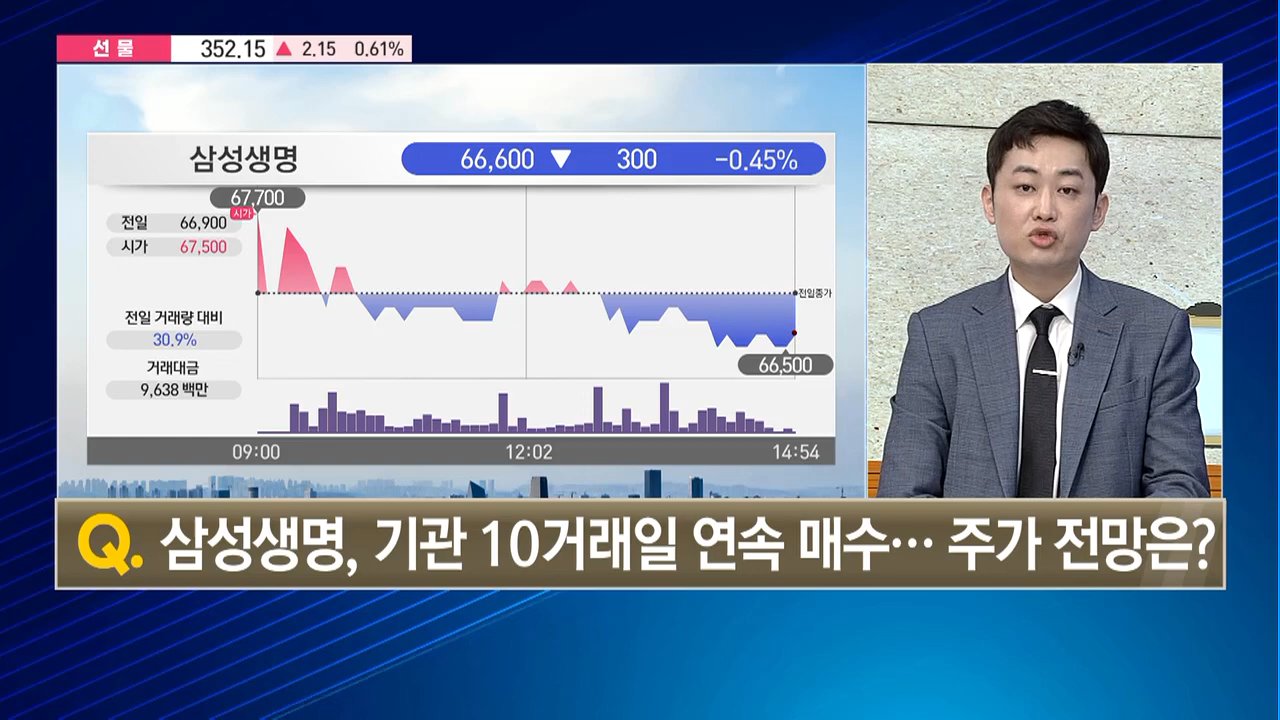 선물 352.15 ▲ 2.15 0.61%
삼성생명 66,600 ▼ 300 -0.45%
67,700
시가
전일 66,900
시가 67,500
전일종가
전일 거래량 대비
30.9%
거래대금
9,638 백만
66,500
09:00 12:02 14:54
Q. 삼성생명, 기관 10거래일 연속 매수… 주가 전망은?